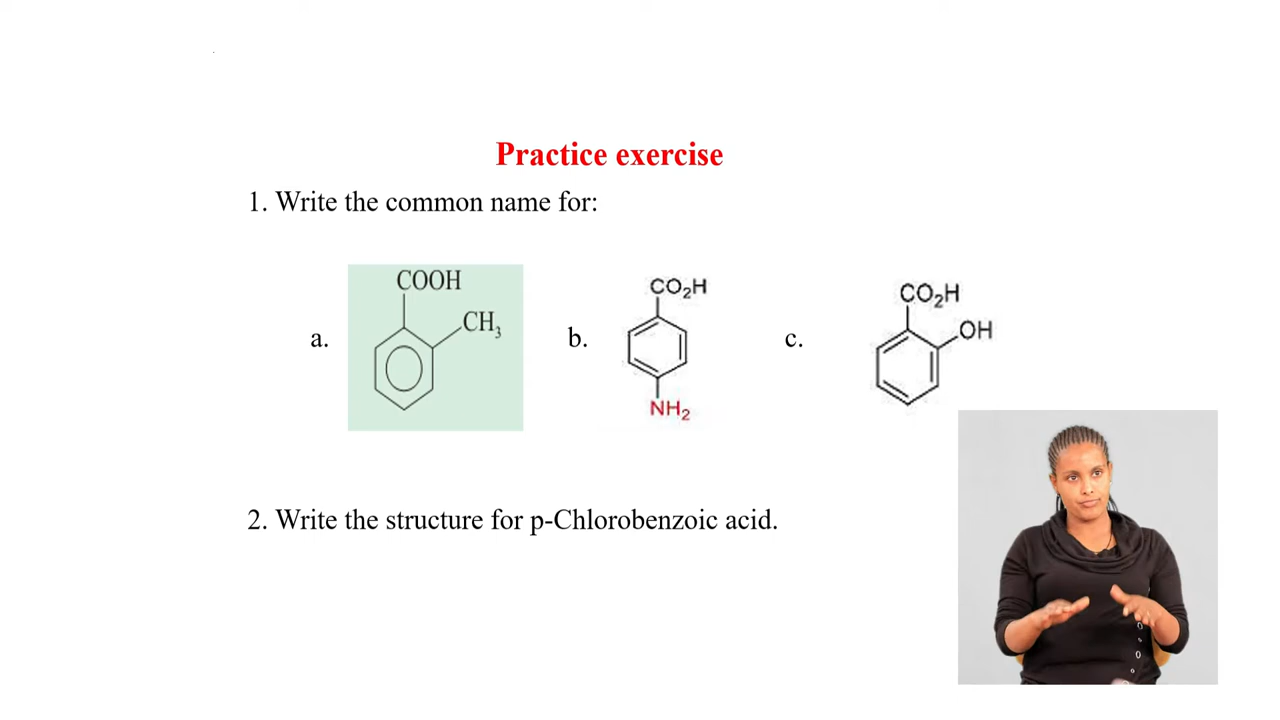 Practice exercise
1. Write the common name for:
a.
COOH
CH3
b.
CO2H
NH2
c.
CO2H
OH
2. Write the structure for p-Chlorobenzoic acid.